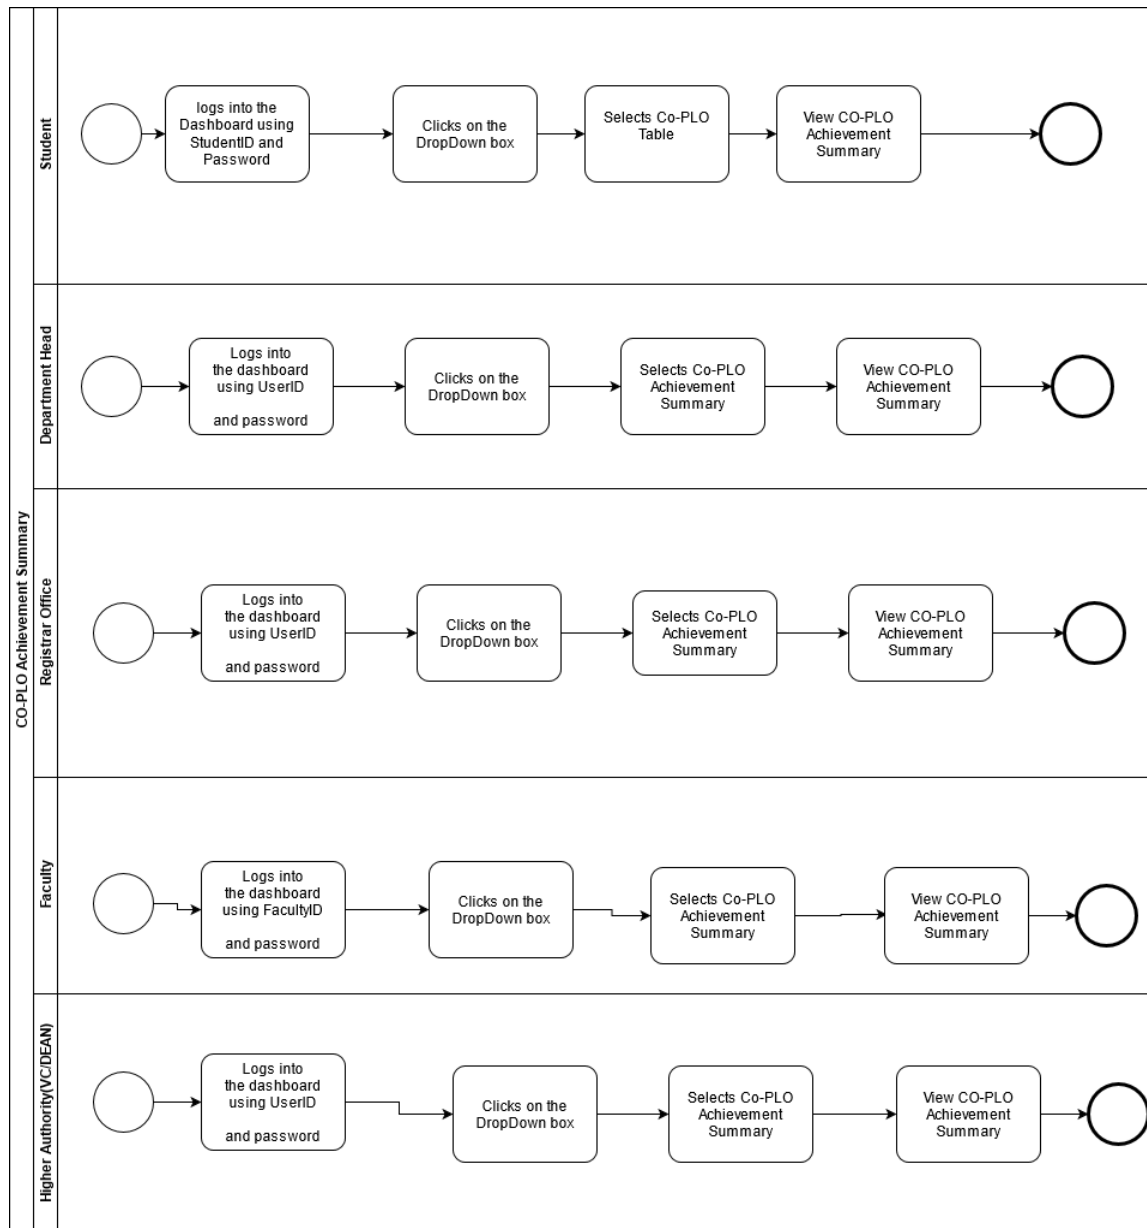 CO-PLO Achievement Summary
Student
logs into the
Dashboard using
StudentID and
Password
Clicks on the
DropDown box
Selects Co-PLO
Table
View CO-PLO
Achievement
Summary
Department Head
Logs into
the dashboard
using UserID
and password
Clicks on the
DropDown box
Selects Co-PLO
Achievement
Summary
View CO-PLO
Achievement
Summary
Registrar Office
Logs into
the dashboard
using UserID
and password
Clicks on the
DropDown box
Selects Co-PLO
Achievement
Summary
View CO-PLO
Achievement
Summary
Faculty
Logs into
the dashboard
using FacultyID
and password
Clicks on the
DropDown box
Selects Co-PLO
Achievement
Summary
View CO-PLO
Achievement
Summary
Higher Authority(VC/DEAN)
Logs into
the dashboard
using UserID
and password
Clicks on the
DropDown box
Selects Co-PLO
Achievement
Summary
View CO-PLO
Achievement
Summary